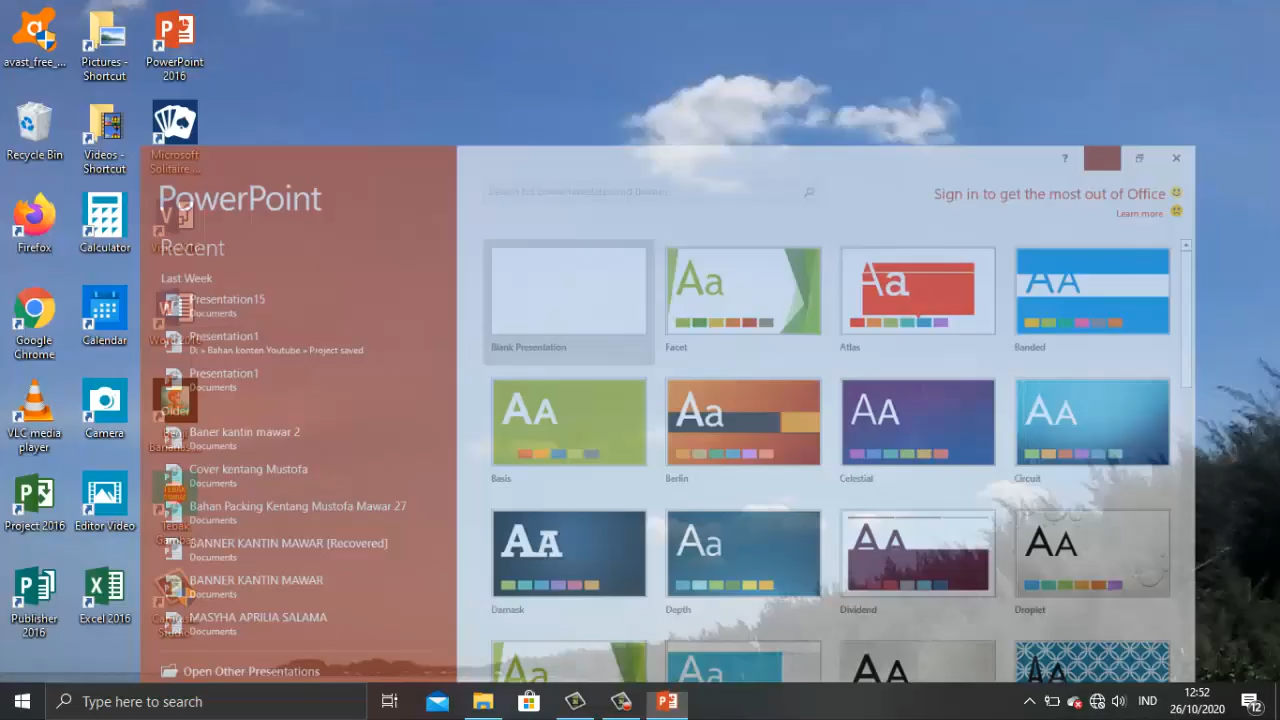 avast_free_...
Pictures -
Shortcut
PowerPoint
2016
Recycle Bin
Videos -
Shortcut
Microsoft
Solitaire ...
Firefox
Calculator
Google
Chrome
Calendar
VLC media
player
Camera
Project 2016
Editor Video
Publisher
2016
Excel 2016
PowerPoint
Recent
Last Week
Presentation15
Documents
Presentation1
D: » Bahan konten Youtube » Project saved
Presentation1
Documents
Older
Baner kantin mawar 2
Documents
Cover kentang Mustofa
Documents
Bahan Packing Kentang Mustofa Mawar 27
Documents
BANNER KANTIN MAWAR [Recovered]
Documents
BANNER KANTIN MAWAR
Documents
MASYHA APRILIA SALAMA
Documents
Open Other Presentations
?
Sign in to get the most out of Office
Learn more
Blank Presentation
Aa
Facet
Aa
Atlas
AA
Banded
AA
Basis
Aa
Berlin
AA
Celestial
AA
Circuit
AA
Damask
Aa
Depth
AA
Dividend
AA
Droplet
Type here to search
IND
12:52
26/10/2020
12